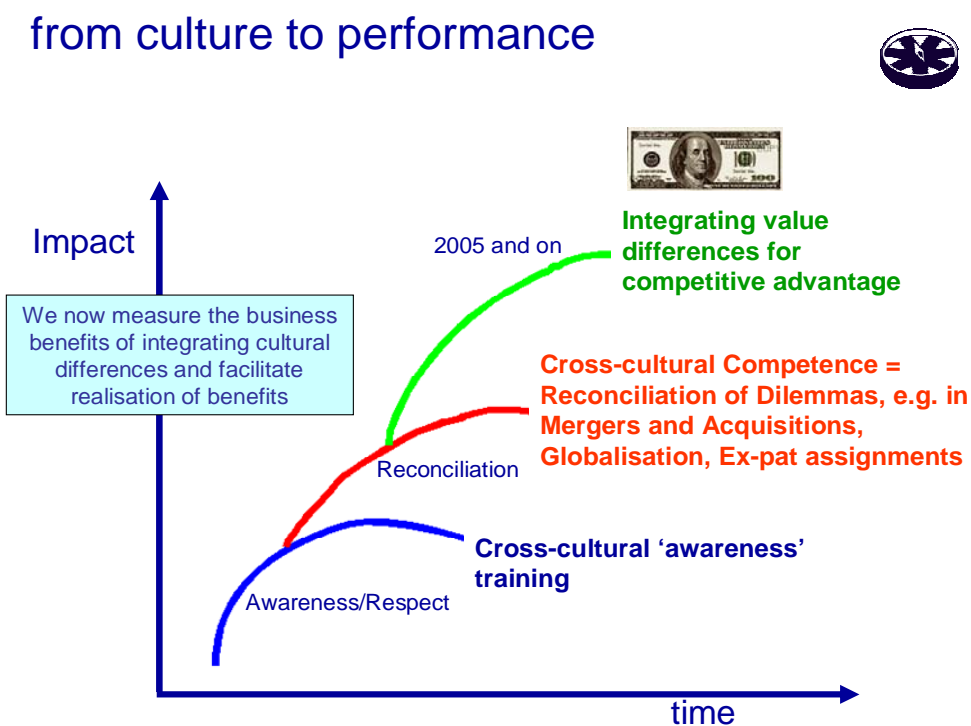 from culture to performance
100
Integrating value
differences for
competitive advantage
2005 and on
Impact
We now measure the business
benefits of integrating cultural
differences and facilitate
realisation of benefits
Cross-cultural Competence =
Reconciliation of Dilemmas, e.g. in
Mergers and Acquisitions,
Globalisation, Ex-pat assignments
Reconciliation
Cross-cultural ‘awareness’
training
Awareness/Respect
time